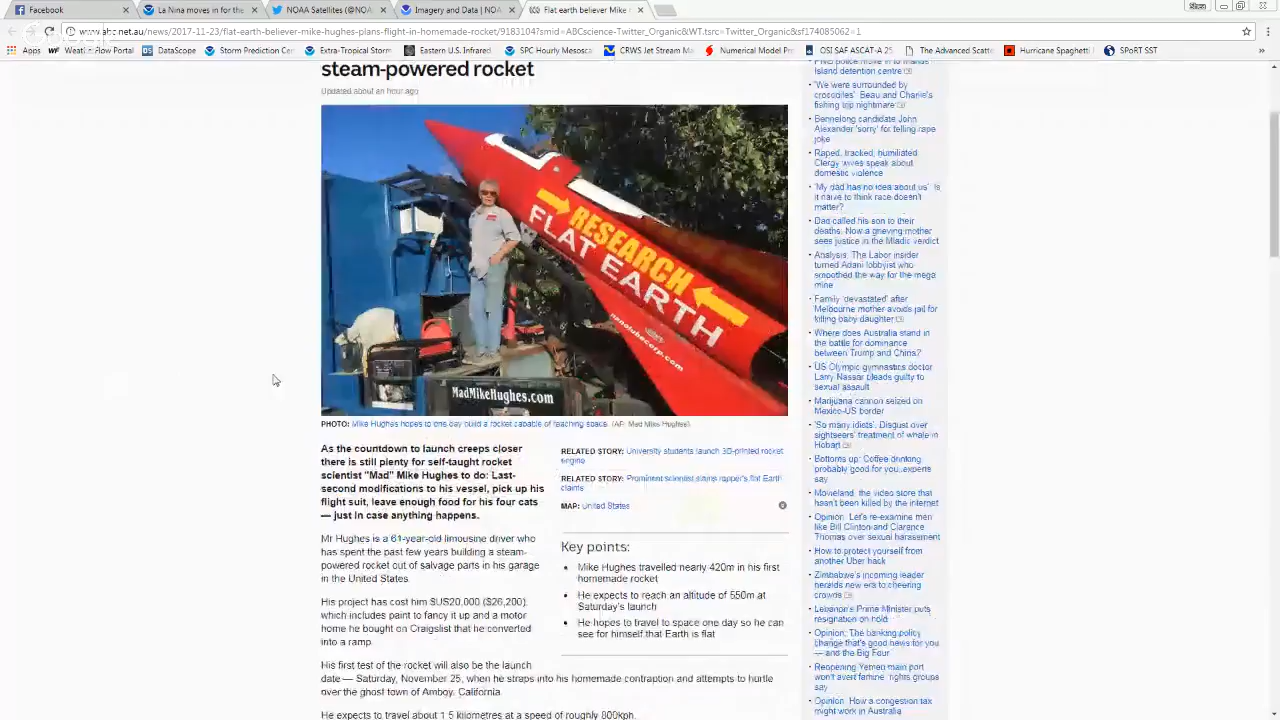 Facebook
La Nina moves in for this
NOAA Satellites (@NOA
Imagery and Data | NOA
Flat earth believer Mike
www.abc.net.au/news/2017-11-23/flat-earth-believer-mike-hughes-plans-flight-in-homemade-rocket/9183104?smid=ABCscience-Twitter_Organic&WT.tsrc=Twitter_Organic&sf174085062=1
Apps
Weather Major Portal
DataScope
Storm Prediction Cen
Extra-Tropical Storm
Eastern U.S. Infrared
SPC Hourly Mesosca
CRWS Jet Stream Ma
Numerical Model Pro
OSI SAF ASCAT-A 25
The Advanced Scatte
Hurricane Spaghetti
SPORT SST
steam-powered rocket
Updated about an hour ago
RESEARCH
FLAT EARTH
nanolubecorp.com
MadMikeHughes.com
PHOTO: Mike Hughes hopes to one day build a rocket capable of reaching space. (AP: Mad Mike Hughes)
As the countdown to launch creeps closer
there is still plenty for self-taught rocket
scientist "Mad" Mike Hughes to do: Last-
second modifications to his vessel, pick up his
flight suit, leave enough food for his four cats
— just in case anything happens.
Mr Hughes is a 61-year-old limousine driver who
has spent the past few years building a steam-
powered rocket out of salvage parts in his garage
in the United States.
His project has cost him $US20,000 ($26,200),
which includes paint to fancy it up and a motor
home he bought on Craigslist that he converted
into a ramp.
His first test of the rocket will also be the launch
date — Saturday, November 25, when he straps into his homemade contraption and attempts to hurtle
over the ghost town of Amboy, California.
He expects to travel about 1.5 kilometres at a speed of roughly 800kph.
RELATED STORY: University students launch 3D-printed rocket
engine
RELATED STORY: Prominent scientist slams rapper's flat Earth
claims
MAP: United States
Key points:
Mike Hughes travelled nearly 420m in his first
homemade rocket
He expects to reach an altitude of 550m at
Saturday's launch
He hopes to travel to space one day so he can
see for himself that Earth is flat
PNG police move in to Manus
Island detention centre
'We were surrounded by
crocodiles': Beau and Charlie's
fishing trip nightmare
Bennelong candidate John
Alexander 'sorry' for telling rape
joke
Raped, tracked, humiliated:
Clergy wives speak about
domestic violence
'My dad has no idea about us': Is
it naive to think race doesn't
matter?
Dad called his son to their
deaths: Now a grieving mother
sees justice in the Mladic verdict
Analysis: The Labor insider
turned Adani lobbyist who
smoothed the way for the mega
mine
Family 'devastated' after
Melbourne mother avoids jail for
killing baby daughter
Where does Australia stand in
the battle for dominance
between Trump and China?
US Olympic gymnastics doctor
Larry Nassar pleads guilty to
sexual assault
Marijuana cannon seized on
Mexico-US border
'So many idiots': Disgust over
sightseers' treatment of whale in
Hobart
Bottoms up: Coffee drinking
probably good for you, experts
say
Movieland: the video store that
hasn't been killed by the internet
Opinion: Let's re-examine men
like Bill Clinton and Clarence
Thomas over sexual harassment
How to protect yourself from
another Uber hack
Zimbabwe's incoming leader
heralds new era to cheering
crowds
Lebanon's Prime Minister puts
resignation on hold
Opinion: The banking policy
change that's good news for you
— and the Big Four
Reopening Yemen main port
won't avert famine, rights groups
say
Opinion: How a congestion tax
might work in Australia